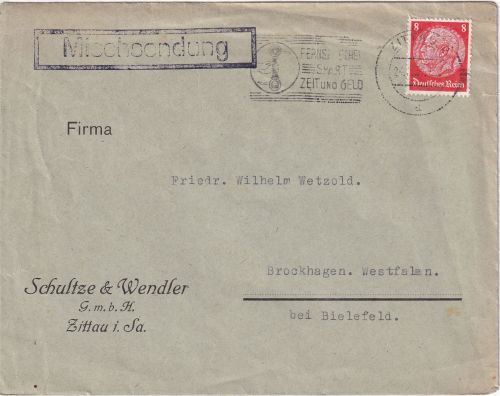 Mischsendung
FERNSPRECHEN
SPART
ZEIT und GELD
ZITTAU
8 8
Deutsches Reich
Firma
Friedr. Wilhelm Wetzold.
Brockhagen. Westfalen.
bei Bielefeld.
Schultze & Wendler
G. m. b. H.
Zittau i. Sa.